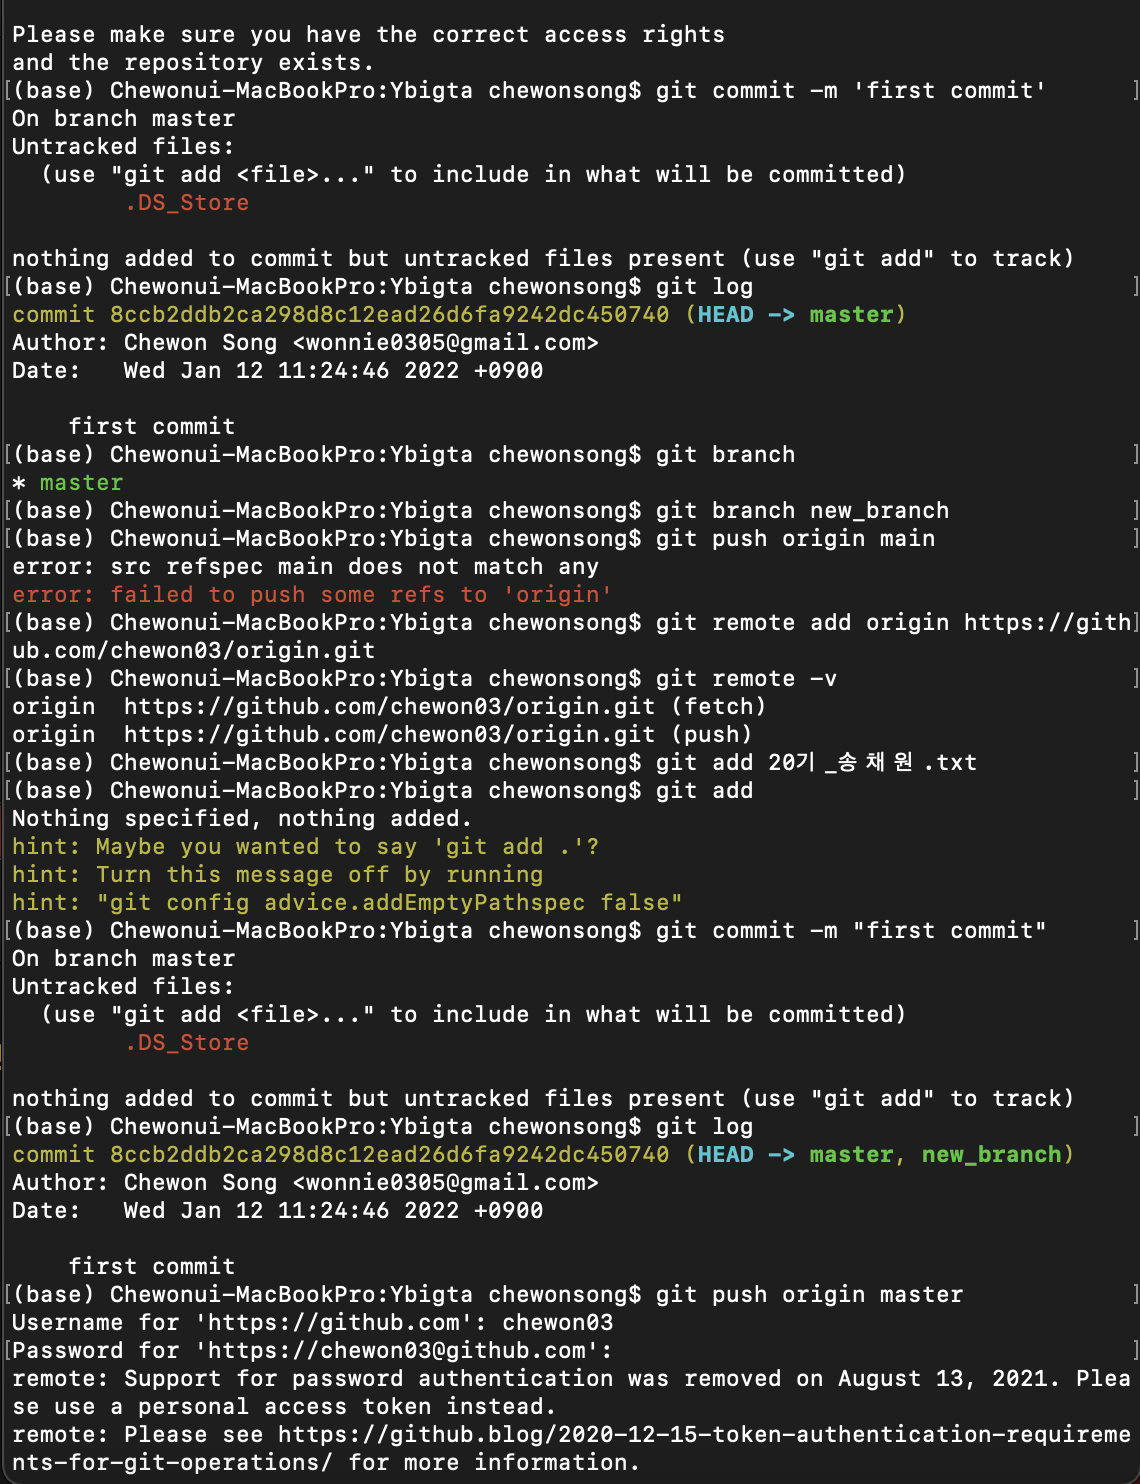 Please make sure you have the correct access rights
and the repository exists.
[(base) Chewonui-MacBookPro:Ybigta chewonsong$ git commit -m 'first commit' ]
On branch master
Untracked files:
  (use "git add <file>..." to include in what will be committed)
        .DS_Store
nothing added to commit but untracked files present (use "git add" to track)
[(base) Chewonui-MacBookPro:Ybigta chewonsong$ git log ]
commit 8ccb2ddb2ca298d8c12ead26d6fa9242dc450740 (HEAD -> master)
Author: Chewon Song <wonnie0305@gmail.com>
Date:   Wed Jan 12 11:24:46 2022 +0900
    first commit
[(base) Chewonui-MacBookPro:Ybigta chewonsong$ git branch ]
* master
[(base) Chewonui-MacBookPro:Ybigta chewonsong$ git branch new_branch ]
[(base) Chewonui-MacBookPro:Ybigta chewonsong$ git push origin main ]
error: src refspec main does not match any
error: failed to push some refs to 'origin'
[(base) Chewonui-MacBookPro:Ybigta chewonsong$ git remote add origin https://gith]
ub.com/chewon03/origin.git
[(base) Chewonui-MacBookPro:Ybigta chewonsong$ git remote -v ]
origin  https://github.com/chewon03/origin.git (fetch)
origin  https://github.com/chewon03/origin.git (push)
[(base) Chewonui-MacBookPro:Ybigta chewonsong$ git add 20기_송채원.txt ]
[(base) Chewonui-MacBookPro:Ybigta chewonsong$ git add ]
Nothing specified, nothing added.
hint: Maybe you wanted to say 'git add .'?
hint: Turn this message off by running
hint: "git config advice.addEmptyPathspec false"
[(base) Chewonui-MacBookPro:Ybigta chewonsong$ git commit -m "first commit" ]
On branch master
Untracked files:
  (use "git add <file>..." to include in what will be committed)
        .DS_Store
nothing added to commit but untracked files present (use "git add" to track)
[(base) Chewonui-MacBookPro:Ybigta chewonsong$ git log ]
commit 8ccb2ddb2ca298d8c12ead26d6fa9242dc450740 (HEAD -> master, new_branch)
Author: Chewon Song <wonnie0305@gmail.com>
Date:   Wed Jan 12 11:24:46 2022 +0900
    first commit
[(base) Chewonui-MacBookPro:Ybigta chewonsong$ git push origin master ]
Username for 'https://github.com': chewon03
[Password for 'https://chewon03@github.com': ]
remote: Support for password authentication was removed on August 13, 2021. Plea
se use a personal access token instead.
remote: Please see https://github.blog/2020-12-15-token-authentication-requireme
nts-for-git-operations/ for more information.